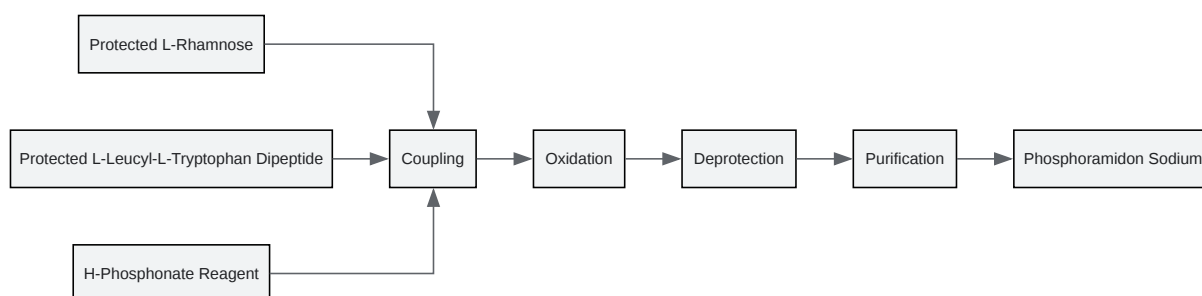 Protected L-Rhamnose
Protected L-Leucyl-L-Tryptophan Dipeptide
Coupling
Oxidation
Deprotection
Purification
Phosphoramidon Sodium
H-Phosphonate Reagent